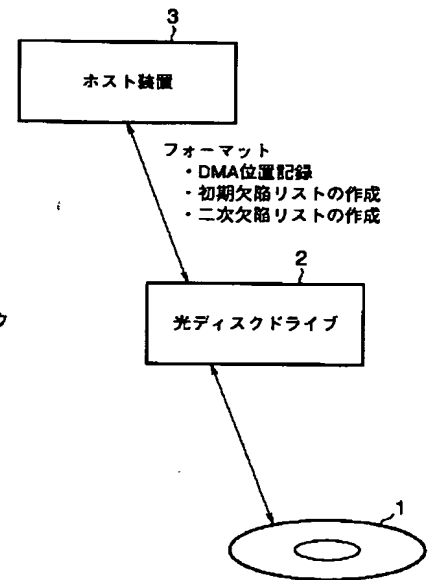 3
ホスト装置
フォーマット
・DMA位置記録
・初期欠陥リストの作成
・二次欠陥リストの作成
2
光ディスクドライブ
ク
1